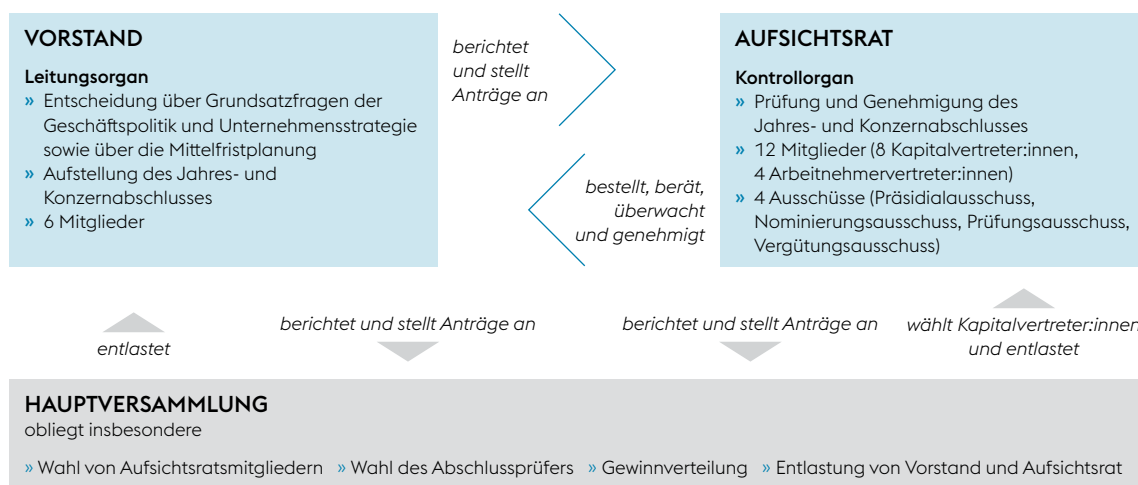 VORSTAND
Leitungsorgan
» Entscheidung über Grundsatzfragen der
Geschäftspolitik und Unternehmensstrategie
sowie über die Mittelfristplanung
» Aufstellung des Jahres- und
Konzernabschlusses
» 6 Mitglieder
berichtet
und stellt
Anträge an
bestellt, berät,
überwacht
und genehmigt
AUFSICHTSRAT
Kontrollorgan
» Prüfung und Genehmigung des
Jahres- und Konzernabschlusses
» 12 Mitglieder (8 Kapitalvertreter:innen,
4 Arbeitnehmervertreter:innen)
» 4 Ausschüsse (Präsidialausschuss,
Nominierungsausschuss, Prüfungsausschuss,
Vergütungsausschuss)
entlastet
berichtet und stellt Anträge an
berichtet und stellt Anträge an
wählt Kapitalvertreter:innen
und entlastet
HAUPTVERSAMMLUNG
obliegt insbesondere
» Wahl von Aufsichtsratsmitgliedern » Wahl des Abschlussprüfers » Gewinnverteilung » Entlastung von Vorstand und Aufsichtsrat